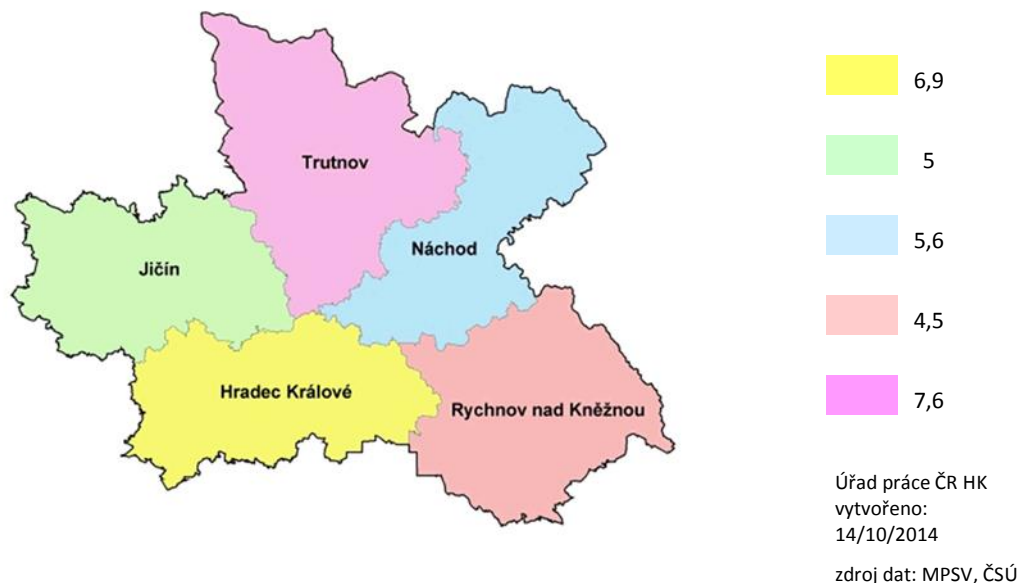 Trutnov
Náchod
Jičín
Hradec Králové
Rychnov nad Kněžnou
6,9
5
5,6
4,5
7,6
Úřad práce ČR HK
vytvořeno:
14/10/2014
zdroj dat: MPSV, ČSÚ